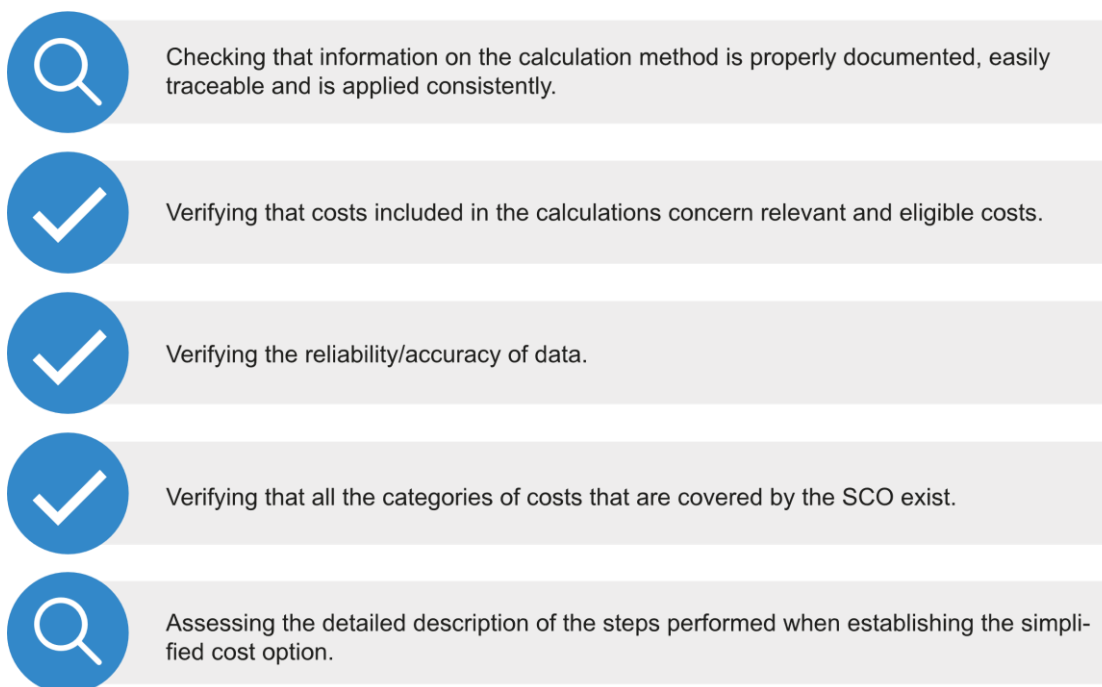 Checking that information on the calculation method is properly documented, easily
traceable and is applied consistently.
Verifying that costs included in the calculations concern relevant and eligible costs.
Verifying the reliability/accuracy of data.
Verifying that all the categories of costs that are covered by the SCO exist.
Assessing the detailed description of the steps performed when establishing the simpli-
fied cost option.